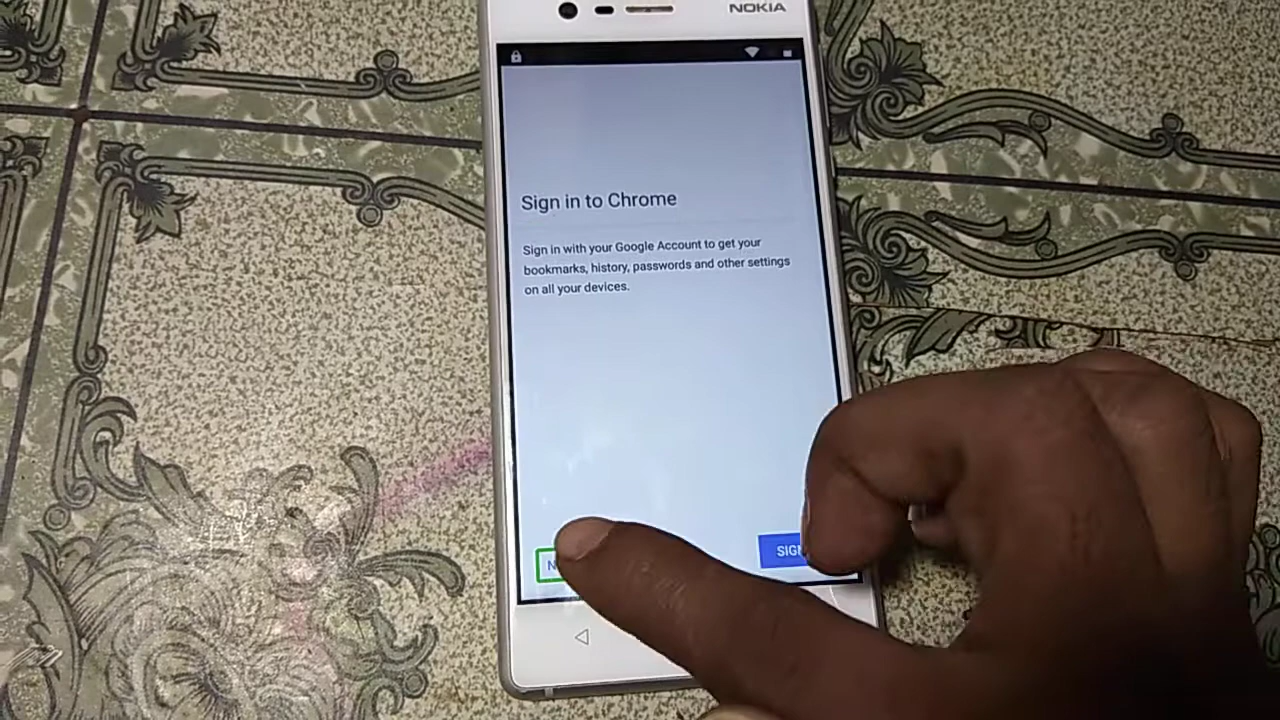 NOKIA
Sign in to Chrome
Sign in with your Google Account to get your
bookmarks, history, passwords and other settings
on all your devices.